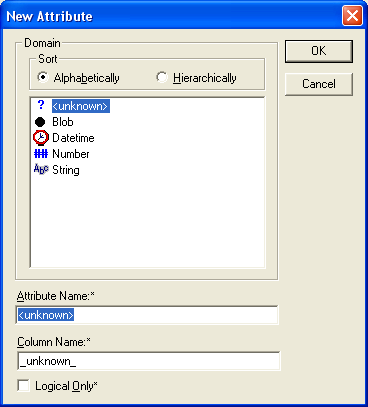 New Attribute
Domain
Sort
Alphabetically
Hierarchically
OK
Cancel
? <unknown>
Blob
Datetime
Number
Abc String
Attribute Name:*
<unknown>
Column Name:*
_unknown_
Logical Only*